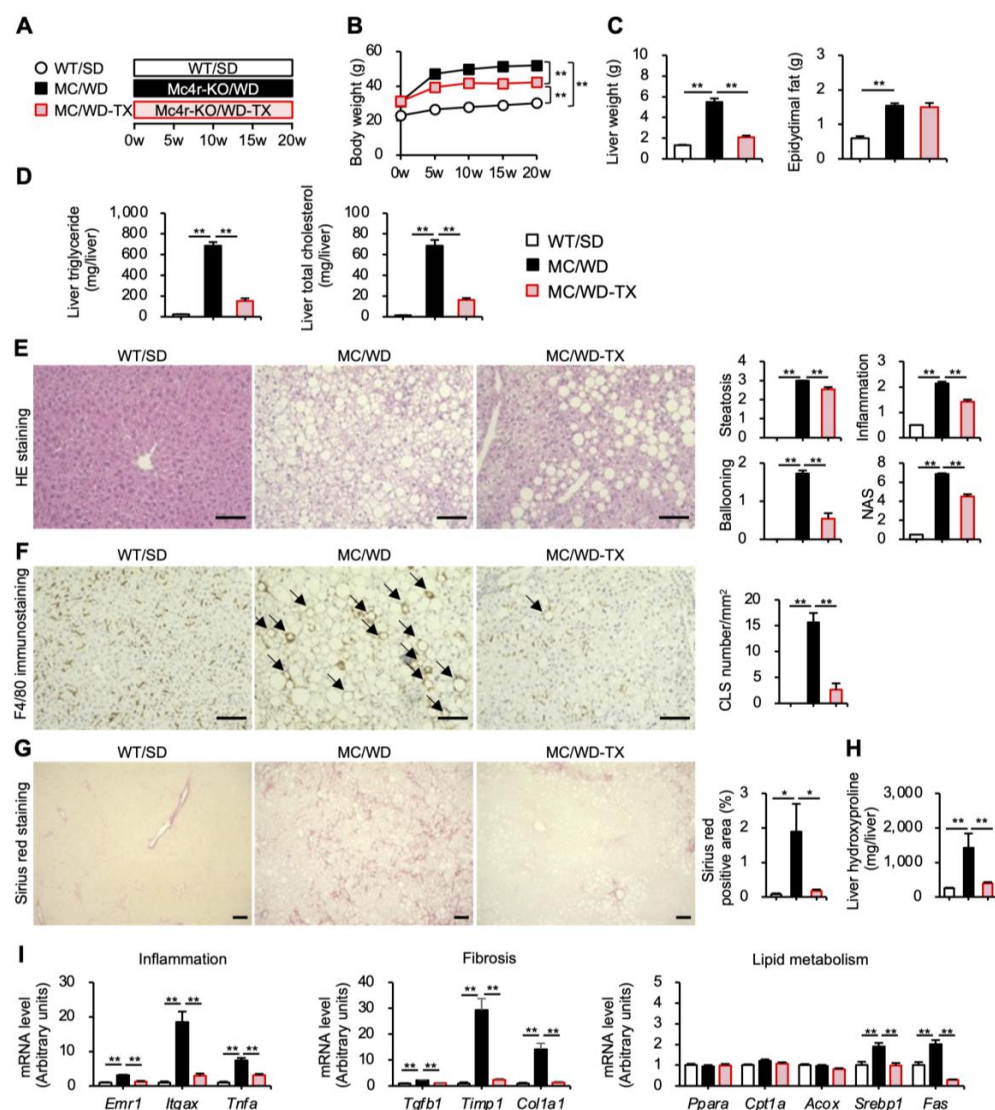 A
WT/SD
MC/WD
MC/WD-TX
WT/SD
Mc4r-KO/WD
Mc4r-KO/WD-TX
0w 5w 10w 15w 20w
B
Body weight (g)
60
40
20
0
0w 5w 10w 15w 20w
**
**
**
C
Liver weight (g)
10
8
6
4
2
0
** **
Epidydimal fat (g)
3
2
1
0
**
D
Liver triglyceride
(mg/liver)
1,000
800
600
400
200
0
** **
Liver total cholesterol
(mg/liver)
100
80
60
40
20
0
** **
WT/SD
MC/WD
MC/WD-TX
E
HE staining
WT/SD MC/WD MC/WD-TX
Steatosis
4
3
2
1
0
** **
Inflammation
3
2
1
0
** **
Ballooning
2
1
0
** **
NAS
8
6
4
2
0
** **
F
F4/80 immunostaining
WT/SD MC/WD MC/WD-TX
CLS number/mm²
20
15
10
5
0
** **
G
Sirius red staining
WT/SD MC/WD MC/WD-TX
Sirius red
positive area (%)
3
2
1
0
* *
H
Liver hydroxyproline
(mg/liver)
3,000
2,000
1,000
0
** **
I
Inflammation
mRNA level
(Arbitrary units)
30
20
10
0
** ** ** ** ** **
Emr1 Itgax Tnfa
Fibrosis
mRNA level
(Arbitrary units)
40
30
20
10
0
** ** ** ** ** **
Tgfb1 Timp1 Col1a1
Lipid metabolism
mRNA level
(Arbitrary units)
5
4
3
2
1
0
** ** ** **
Ppara Cpt1a Acox Srebp1 Fas